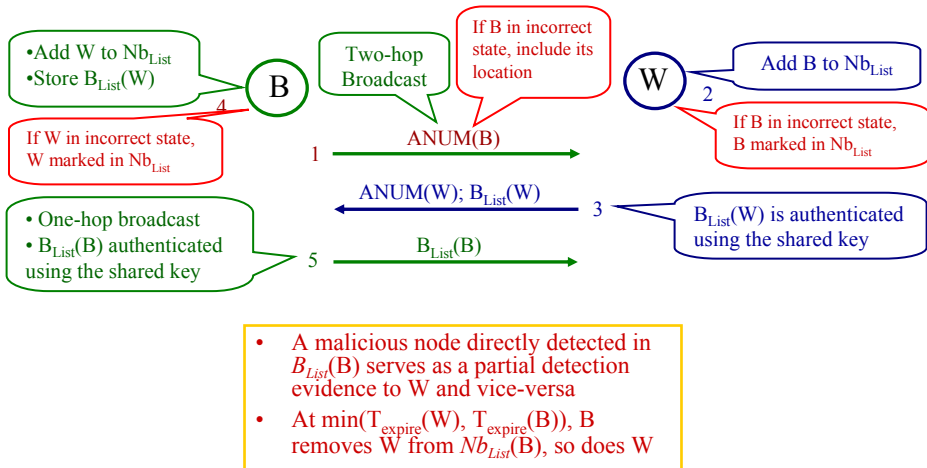 •Add W to Nb_List
•Store B_List(W)
B
4
If W in incorrect state,
W marked in Nb_List
Two-hop
Broadcast
If B in incorrect
state, include its
location
W
Add B to Nb_List
2
If B in incorrect state,
B marked in Nb_List
1
ANUM(B)
ANUM(W); B_List(W)
3
B_List(W) is authenticated
using the shared key
• One-hop broadcast
• B_List(B) authenticated
using the shared key
5
B_List(B)
• A malicious node directly detected in
B_List(B) serves as a partial detection
evidence to W and vice-versa
• At min(T_expire(W), T_expire(B)), B
removes W from Nb_List(B), so does W